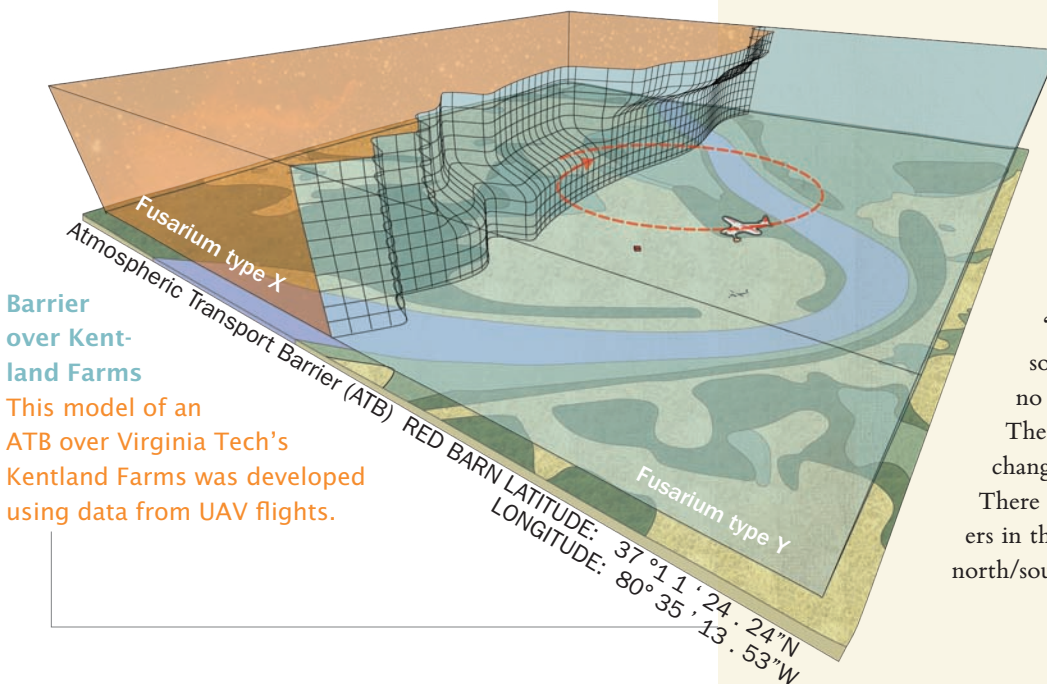 Fusarium type X
Atmospheric Transport Barrier (ATB) RED BARN LATITUDE: 37 °1 1 ‘ 24 . 24”N
LONGITUDE: 80° 35 ’ 13 . 53”W
Fusarium type Y
Barrier
over Kent-
land Farms
This model of an
ATB over Virginia Tech’s
Kentland Farms was developed
using data from UAV flights.
so
no
The
chang
There
ers in th
north/sou